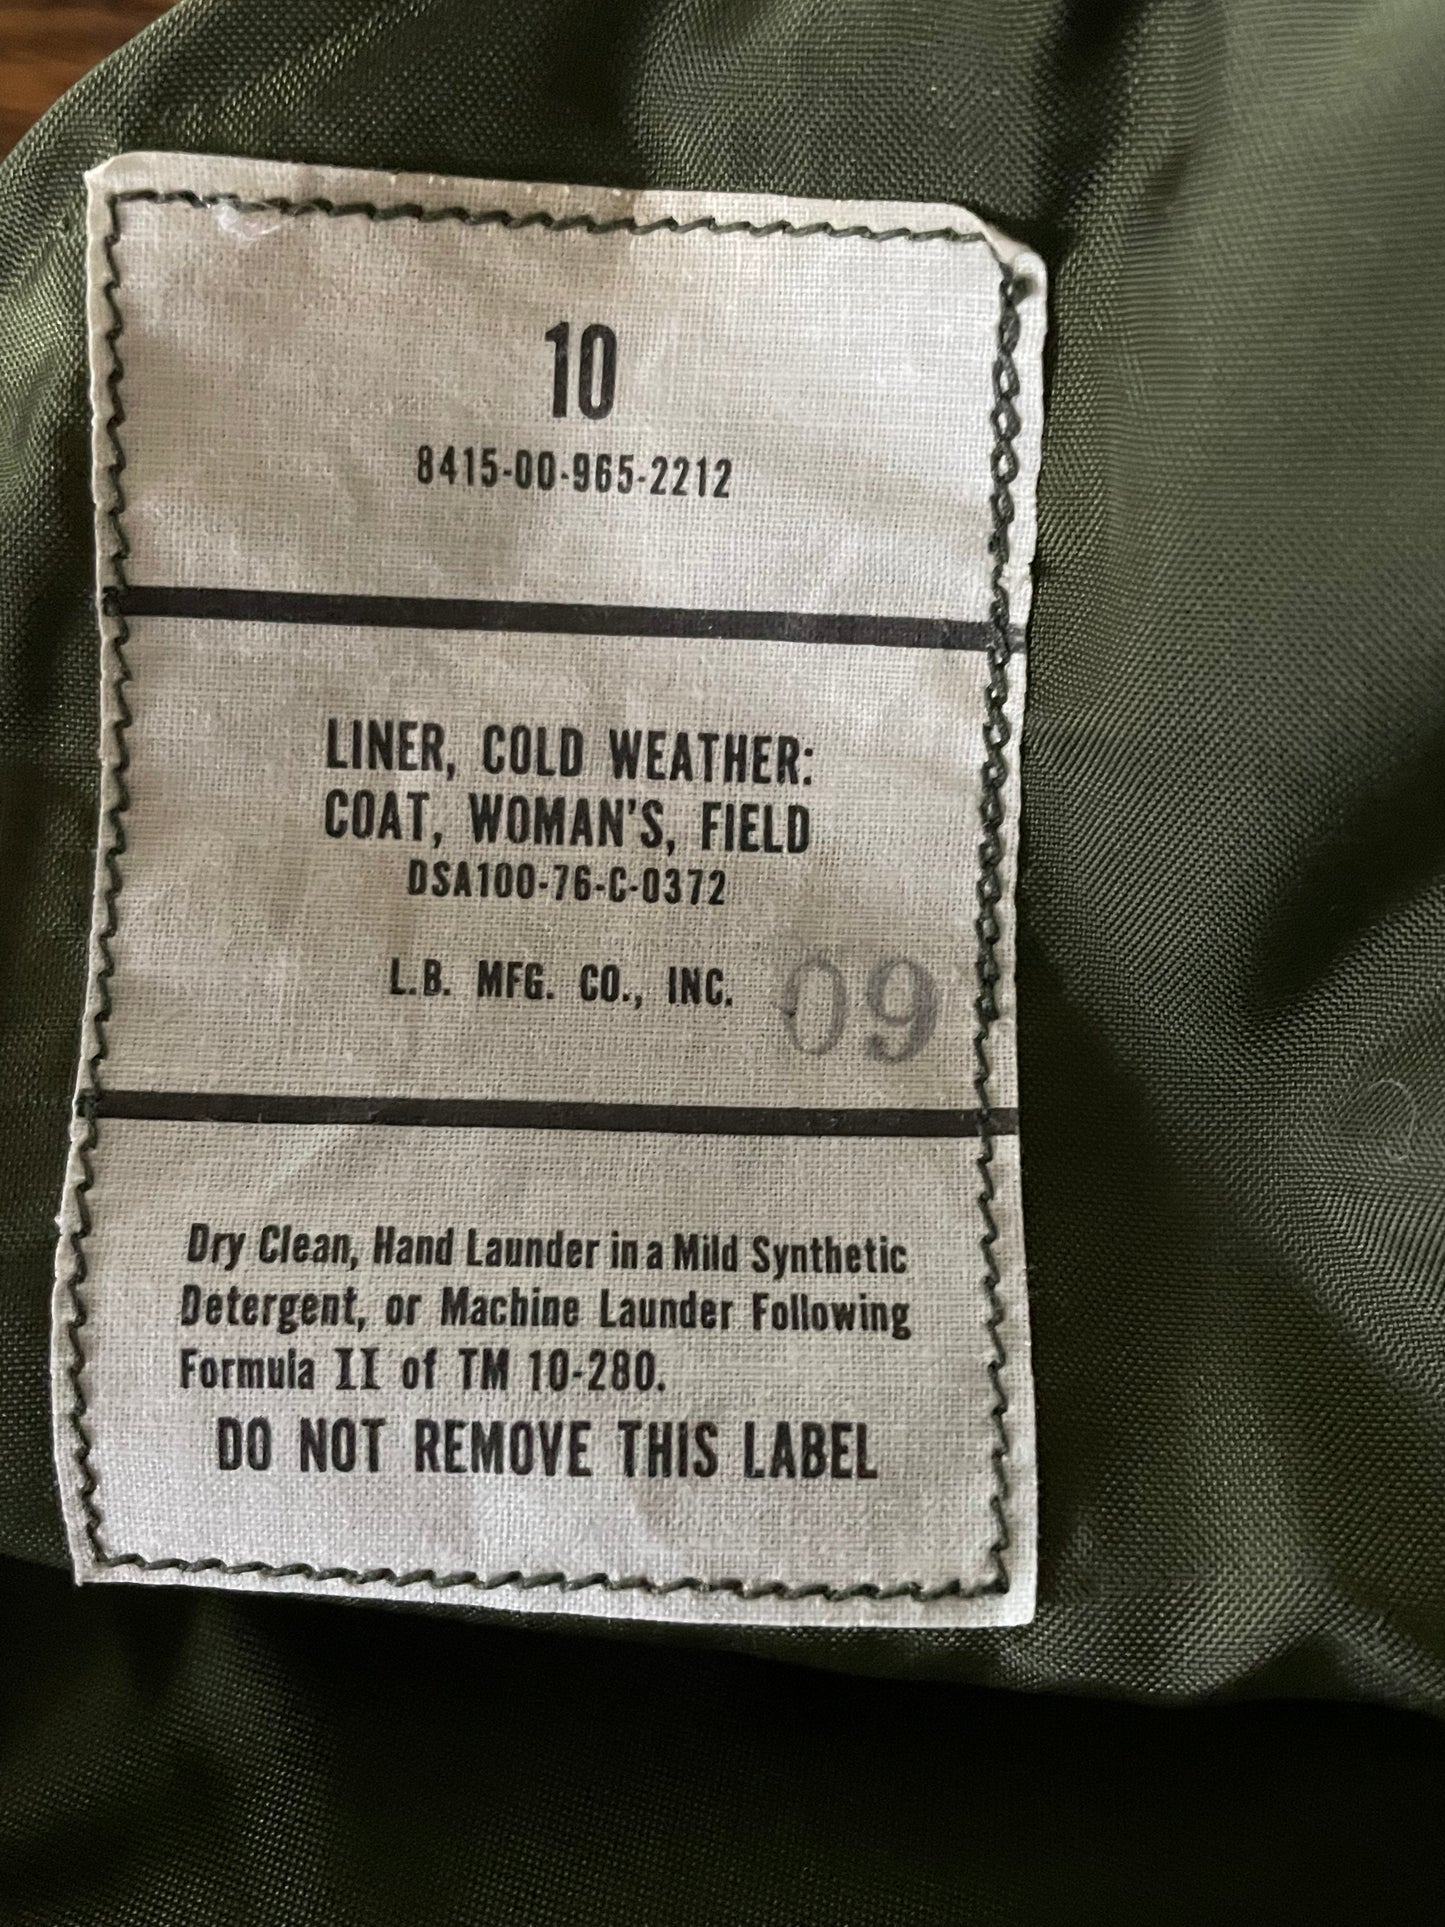 10
8415-00-965-2212
LINER, COLD WEATHER:
COAT, WOMAN'S, FIELD
DSA100-76-C-0372
L.B. MFG. CO., INC. 09
Dry Clean, Hand Launder in a Mild Synthetic
Detergent, or Machine Launder Following
Formula II of TM 10-280.
DO NOT REMOVE THIS LABEL